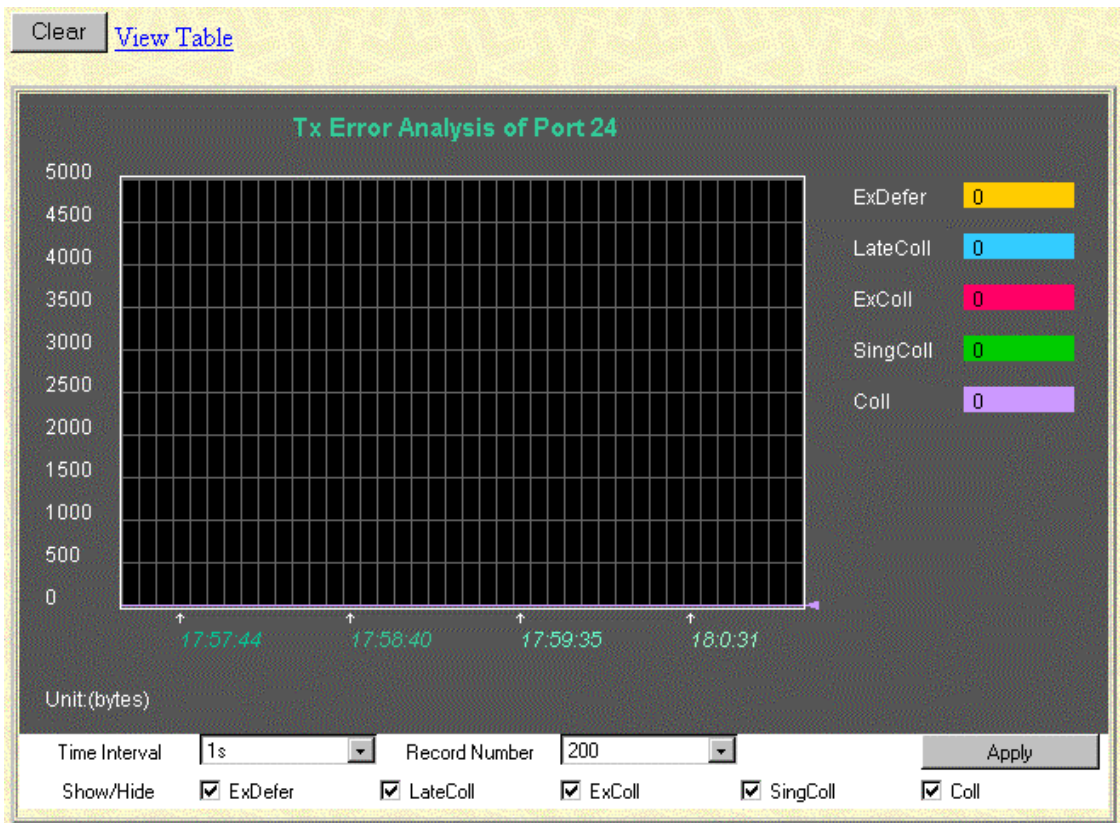 Clear View Table
Tx Error Analysis of Port 24
5000
4500
4000
3500
3000
2500
2000
1500
1000
500
0
ExDefer 0
LateColl 0
ExColl 0
SingColl 0
Coll 0
17:57:44 17:58:40 17:59:35 18:0:31
Unit:(bytes)
Time Interval 1s Record Number 200 Apply
Show/Hide ExDefer LateColl ExColl SingColl Coll